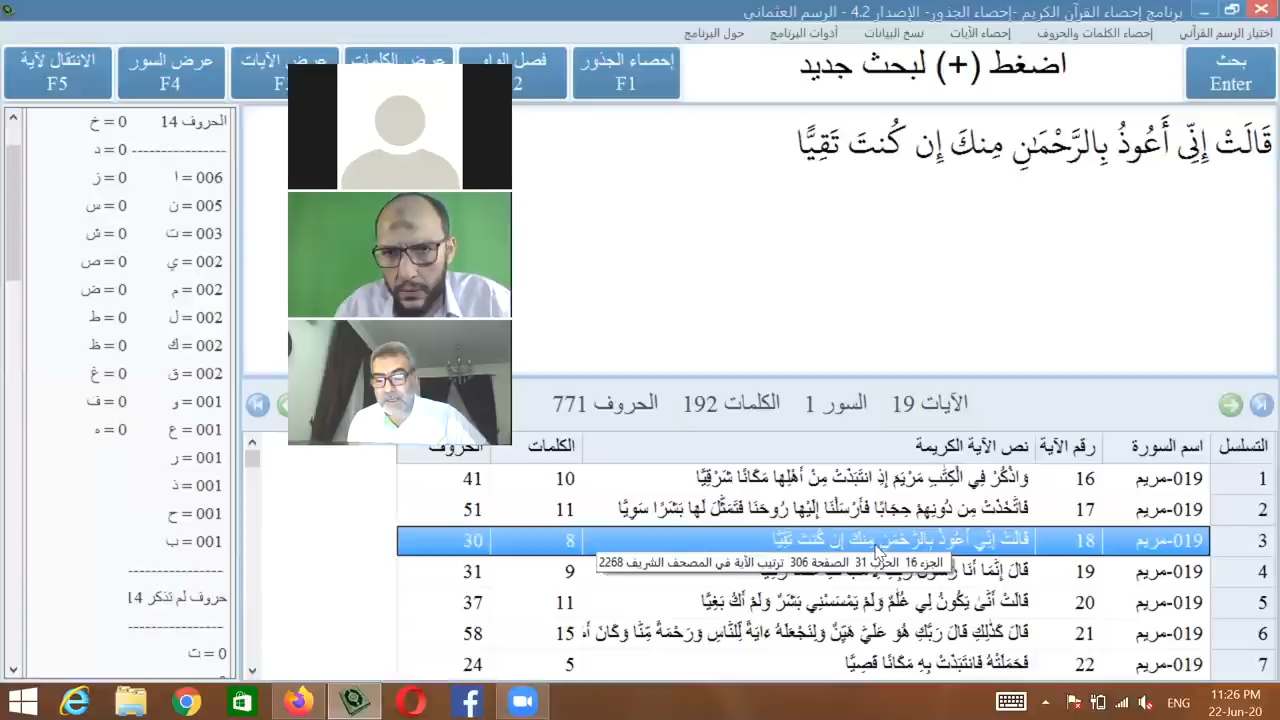 برنامج إحصاء القرآن الكريم -إحصاء الجذور- الإصدار 4.2 - الرسم العثماني
اختيار الرسم القرآني إحصاء الكلمات والحروف إحصاء الآيات نسخ البيانات أدوات البرنامج حول البرنامج
بحث
Enter
اضغط (+) لبحث جديد
إحصاء الجذور
F1
فصل الواو
2
عرض الكلمات
عرض الآيات
F3
عرض السور
F4
الانتقال لآية
F5
قَالَتْ إِنِّي أَعُوذُ بِالرَّحْمَٰنِ مِنكَ إِن كُنتَ تَقِيًّا
الآيات 19 السور 1 الكلمات 192 الحروف 771
التسلسل اسم السورة رقم الآية نص الآية الكريمة الكلمات الحروف
1 019-مريم 16 وَاذْكُرْ فِي الْكِتَٰبِ مَرْيَمَ إِذِ انتَبَذَتْ مِنْ أَهْلِهَا مَكَانًا شَرْقِيًّا 10 41
2 019-مريم 17 فَاتَّخَذَتْ مِن دُونِهِمْ حِجَابًا فَأَرْسَلْنَا إِلَيْهَا رُوحَنَا فَتَمَثَّلَ لَهَا بَشَرًا سَوِيًّا 11 51
3 019-مريم 18 قَالَتْ إِنِّي أَعُوذُ بِالرَّحْمَٰنِ مِنكَ إِن كُنتَ تَقِيًّا 8 30
الجزء 16 الحزب 31 الصفحة 306 ترتيب الآية في المصحف الشريف 2268
4 019-مريم 19 قَالَ إِنَّمَا أَنَا 9 31
5 019-مريم 20 قَالَتْ أَنَّىٰ يَكُونُ لِي غُلَٰمٌ وَلَمْ يَمْسَسْنِي بَشَرٌ وَلَمْ أَكُ بَغِيًّا 11 37
6 019-مريم 21 قَالَ كَذَٰلِكِ قَالَ رَبُّكِ هُوَ عَلَيَّ هَيِّنٌ وَلِنَجْعَلَهُ ءَايَةً لِّلنَّاسِ وَرَحْمَةً مِّنَّا وَكَانَ أَ 15 58
7 019-مريم 22 فَحَمَلَتْهُ فَانتَبَذَتْ بِهِ مَكَانًا قَصِيًّا 5 24
الحروف 14 خ = 0
---------------- د = 0
ا = 006 ز = 0
ن = 005 س = 0
ت = 003 ش = 0
ي = 002 ص = 0
م = 002 ض = 0
ل = 002 ط = 0
ك = 002 ظ = 0
ق = 002 غ = 0
و = 001 ف = 0
ع = 001 ه = 0
ر = 001
ذ = 001
ح = 001
ب = 001
----------------
حروف لم تذكر 14
----------------
ث = 0
ENG
11:26 PM
22-Jun-20